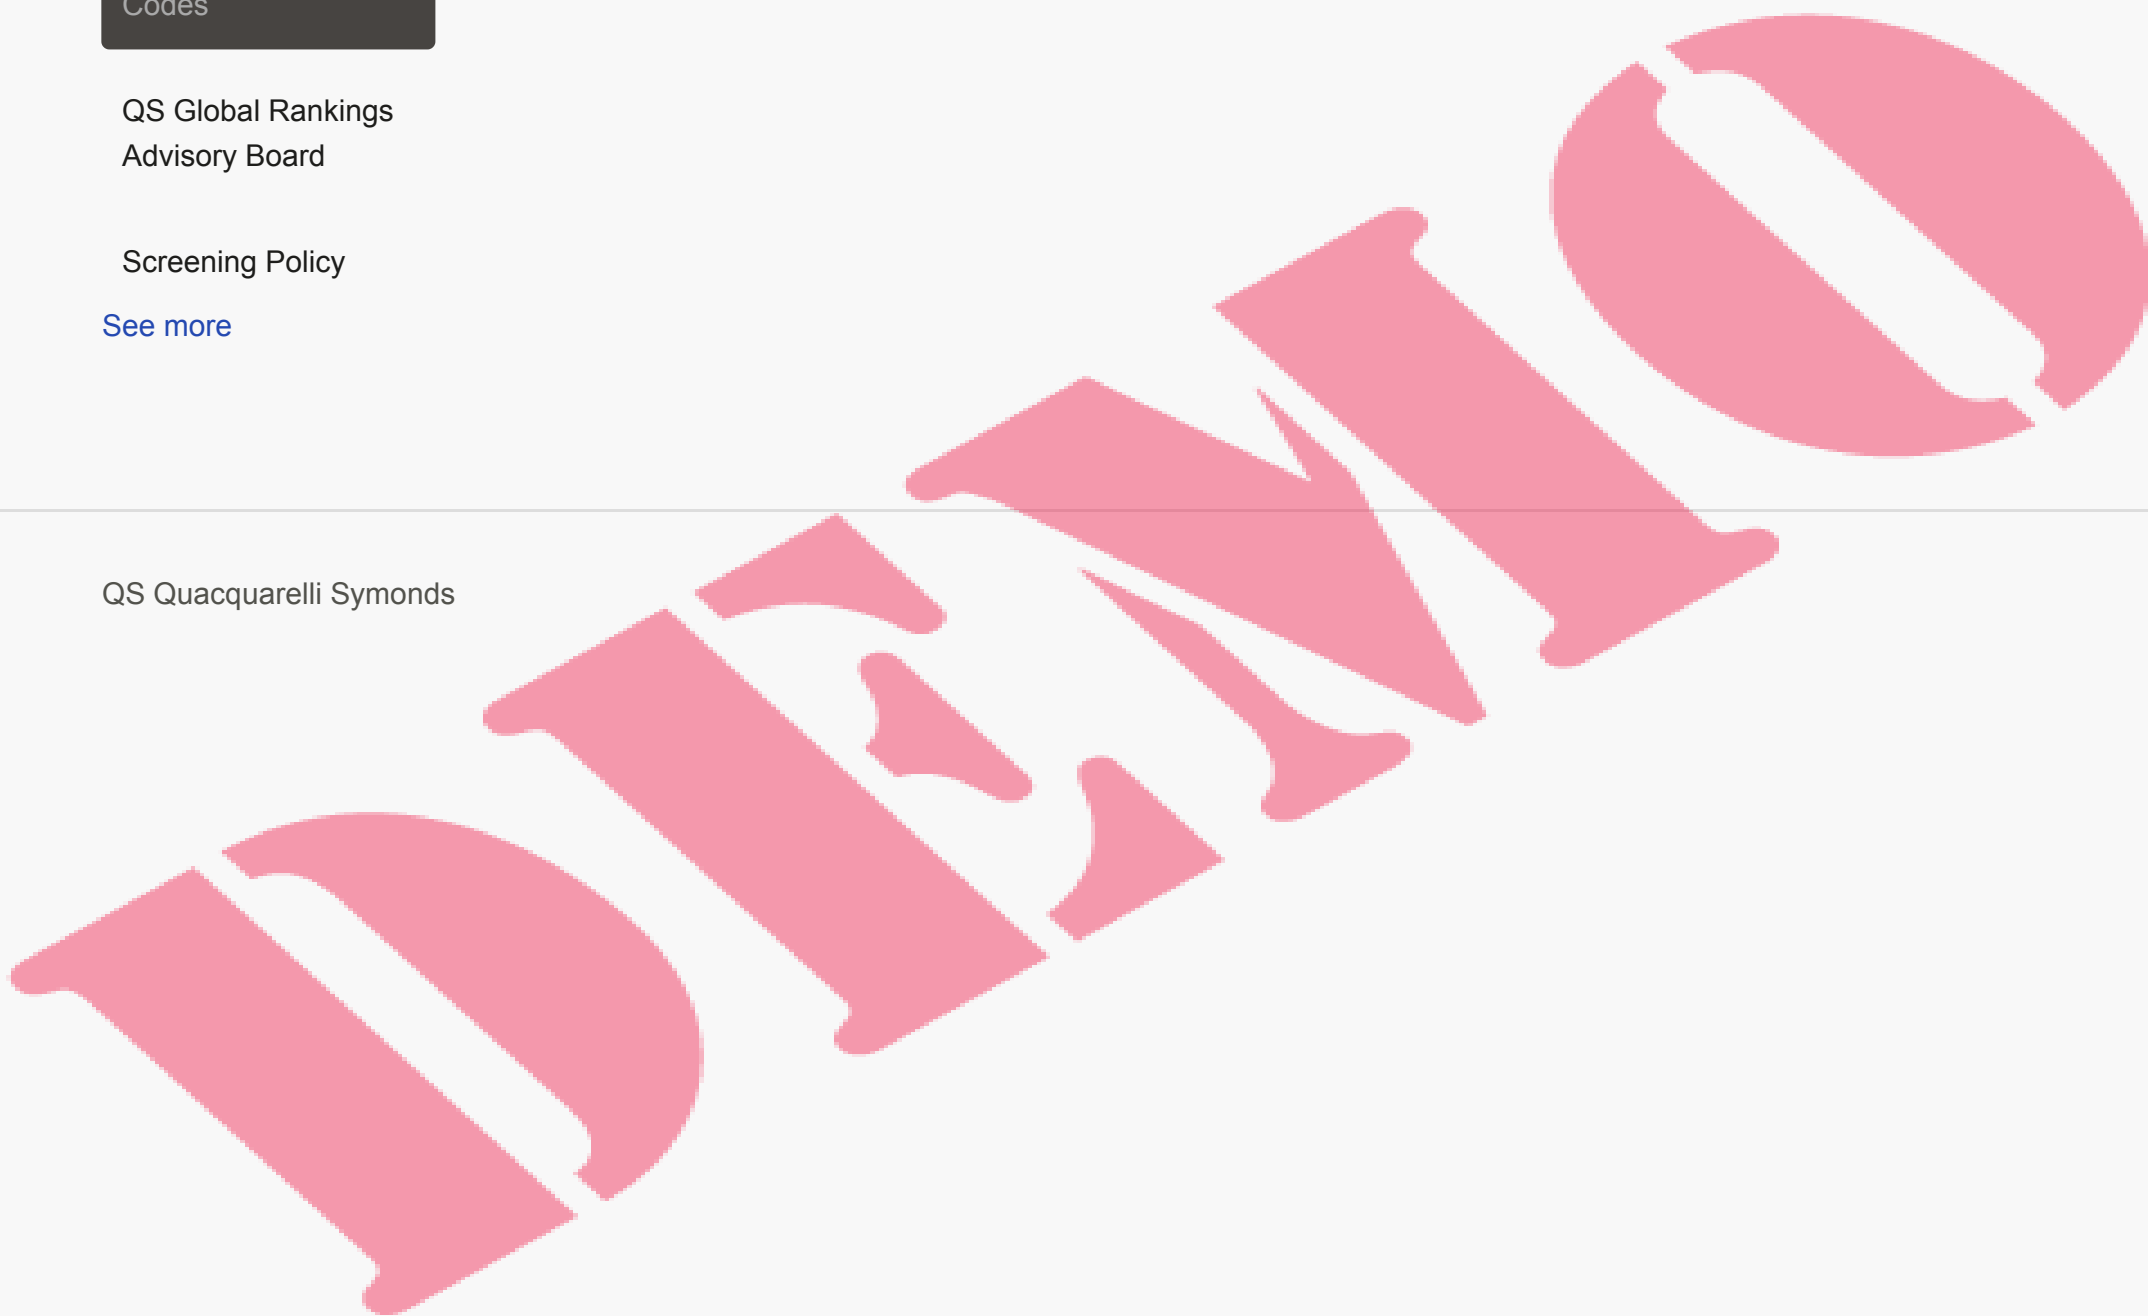 Codes
QS Global Rankings
Advisory Board
Screening Policy
See more
QS Quacquarelli Symonds
DEMO